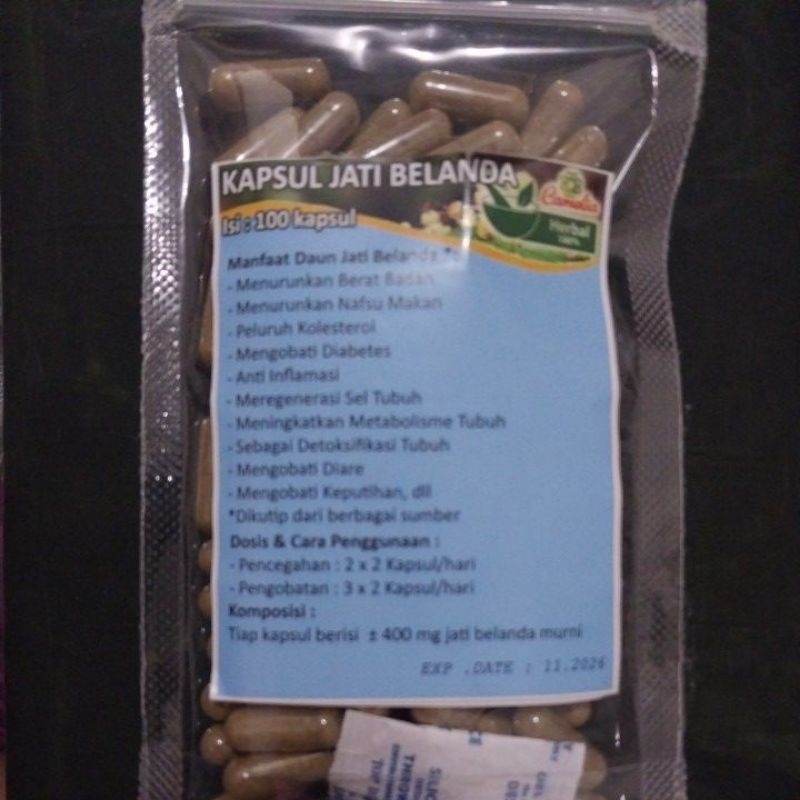 KAPSUL JATI BELANDA
Camelia
Isi : 100 kapsul
Herbal
100%
Manfaat Daun Jati Belanda *:
- Menurunkan Berat Badan
- Menurunkan Nafsu Makan
- Peluruh Kolesterol
- Mengobati Diabetes
- Anti Inflamasi
- Meregenerasi Sel Tubuh
- Meningkatkan Metabolisme Tubuh
- Sebagai Detoksifikasi Tubuh
- Mengobati Diare
- Mengobati Keputihan, dll
*Dikutip dari berbagai sumber
Dosis & Cara Penggunaan :
- Pencegahan : 2 x 2 Kapsul/hari
- Pengobatan : 3 x 2 Kapsul/hari
Komposisi :
Tiap kapsul berisi ± 400 mg jati belanda murni
EXP .DATE : 11.2026